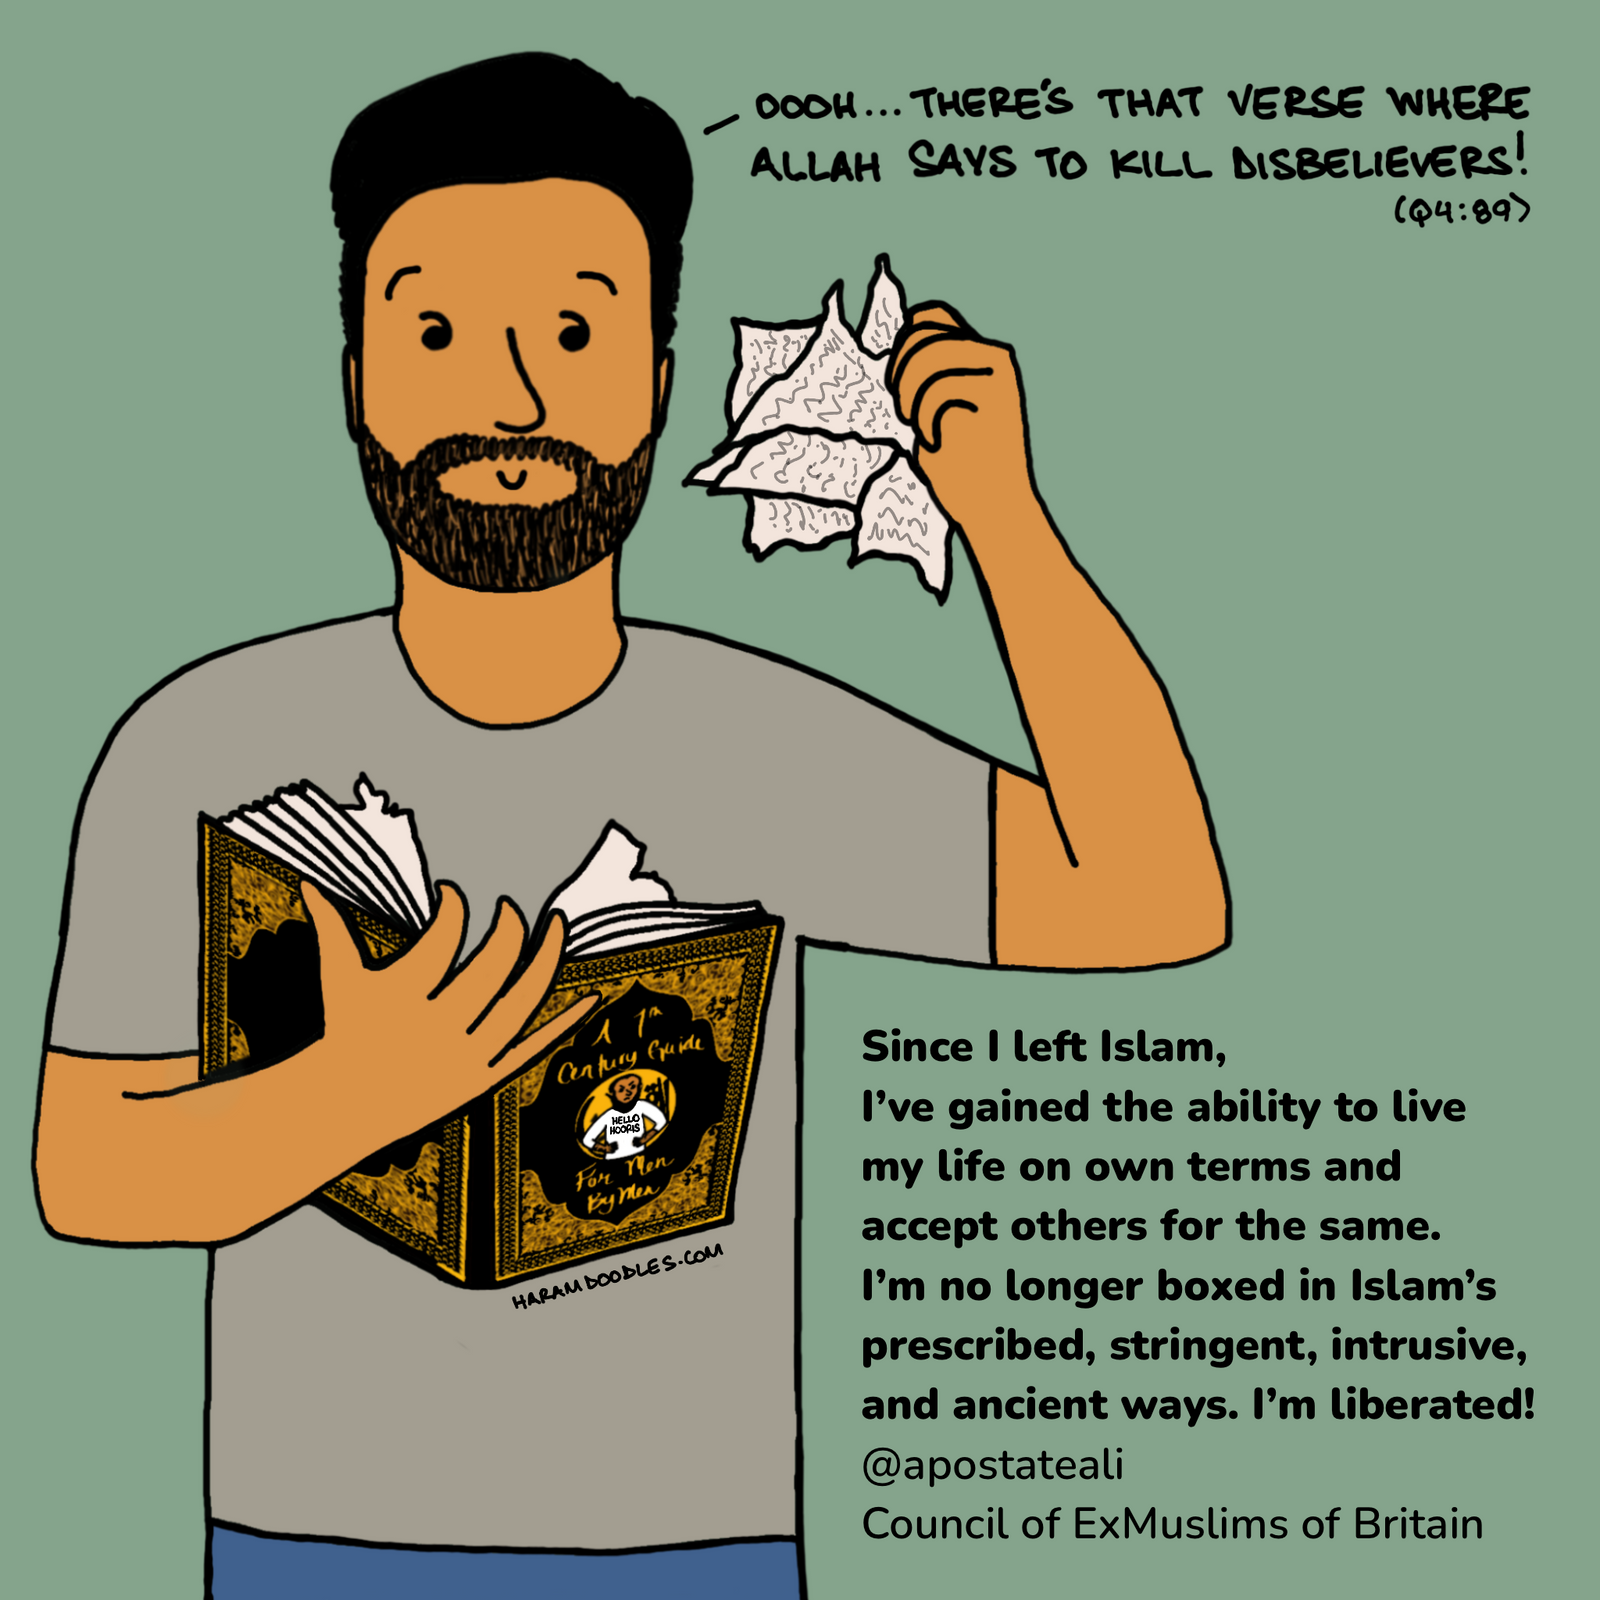 OOOH... THERE'S THAT VERSE WHERE
ALLAH SAYS TO KILL DISBELIEVERS!
(Q4:89)
A 7th
Century Guide
HELLO
HOORIS
For Men
By Men
HARAMDOODLES.COM
Since I left Islam,
I've gained the ability to live
my life on own terms and
accept others for the same.
I'm no longer boxed in Islam's
prescribed, stringent, intrusive,
and ancient ways. I'm liberated!
@apostateali
Council of ExMuslims of Britain